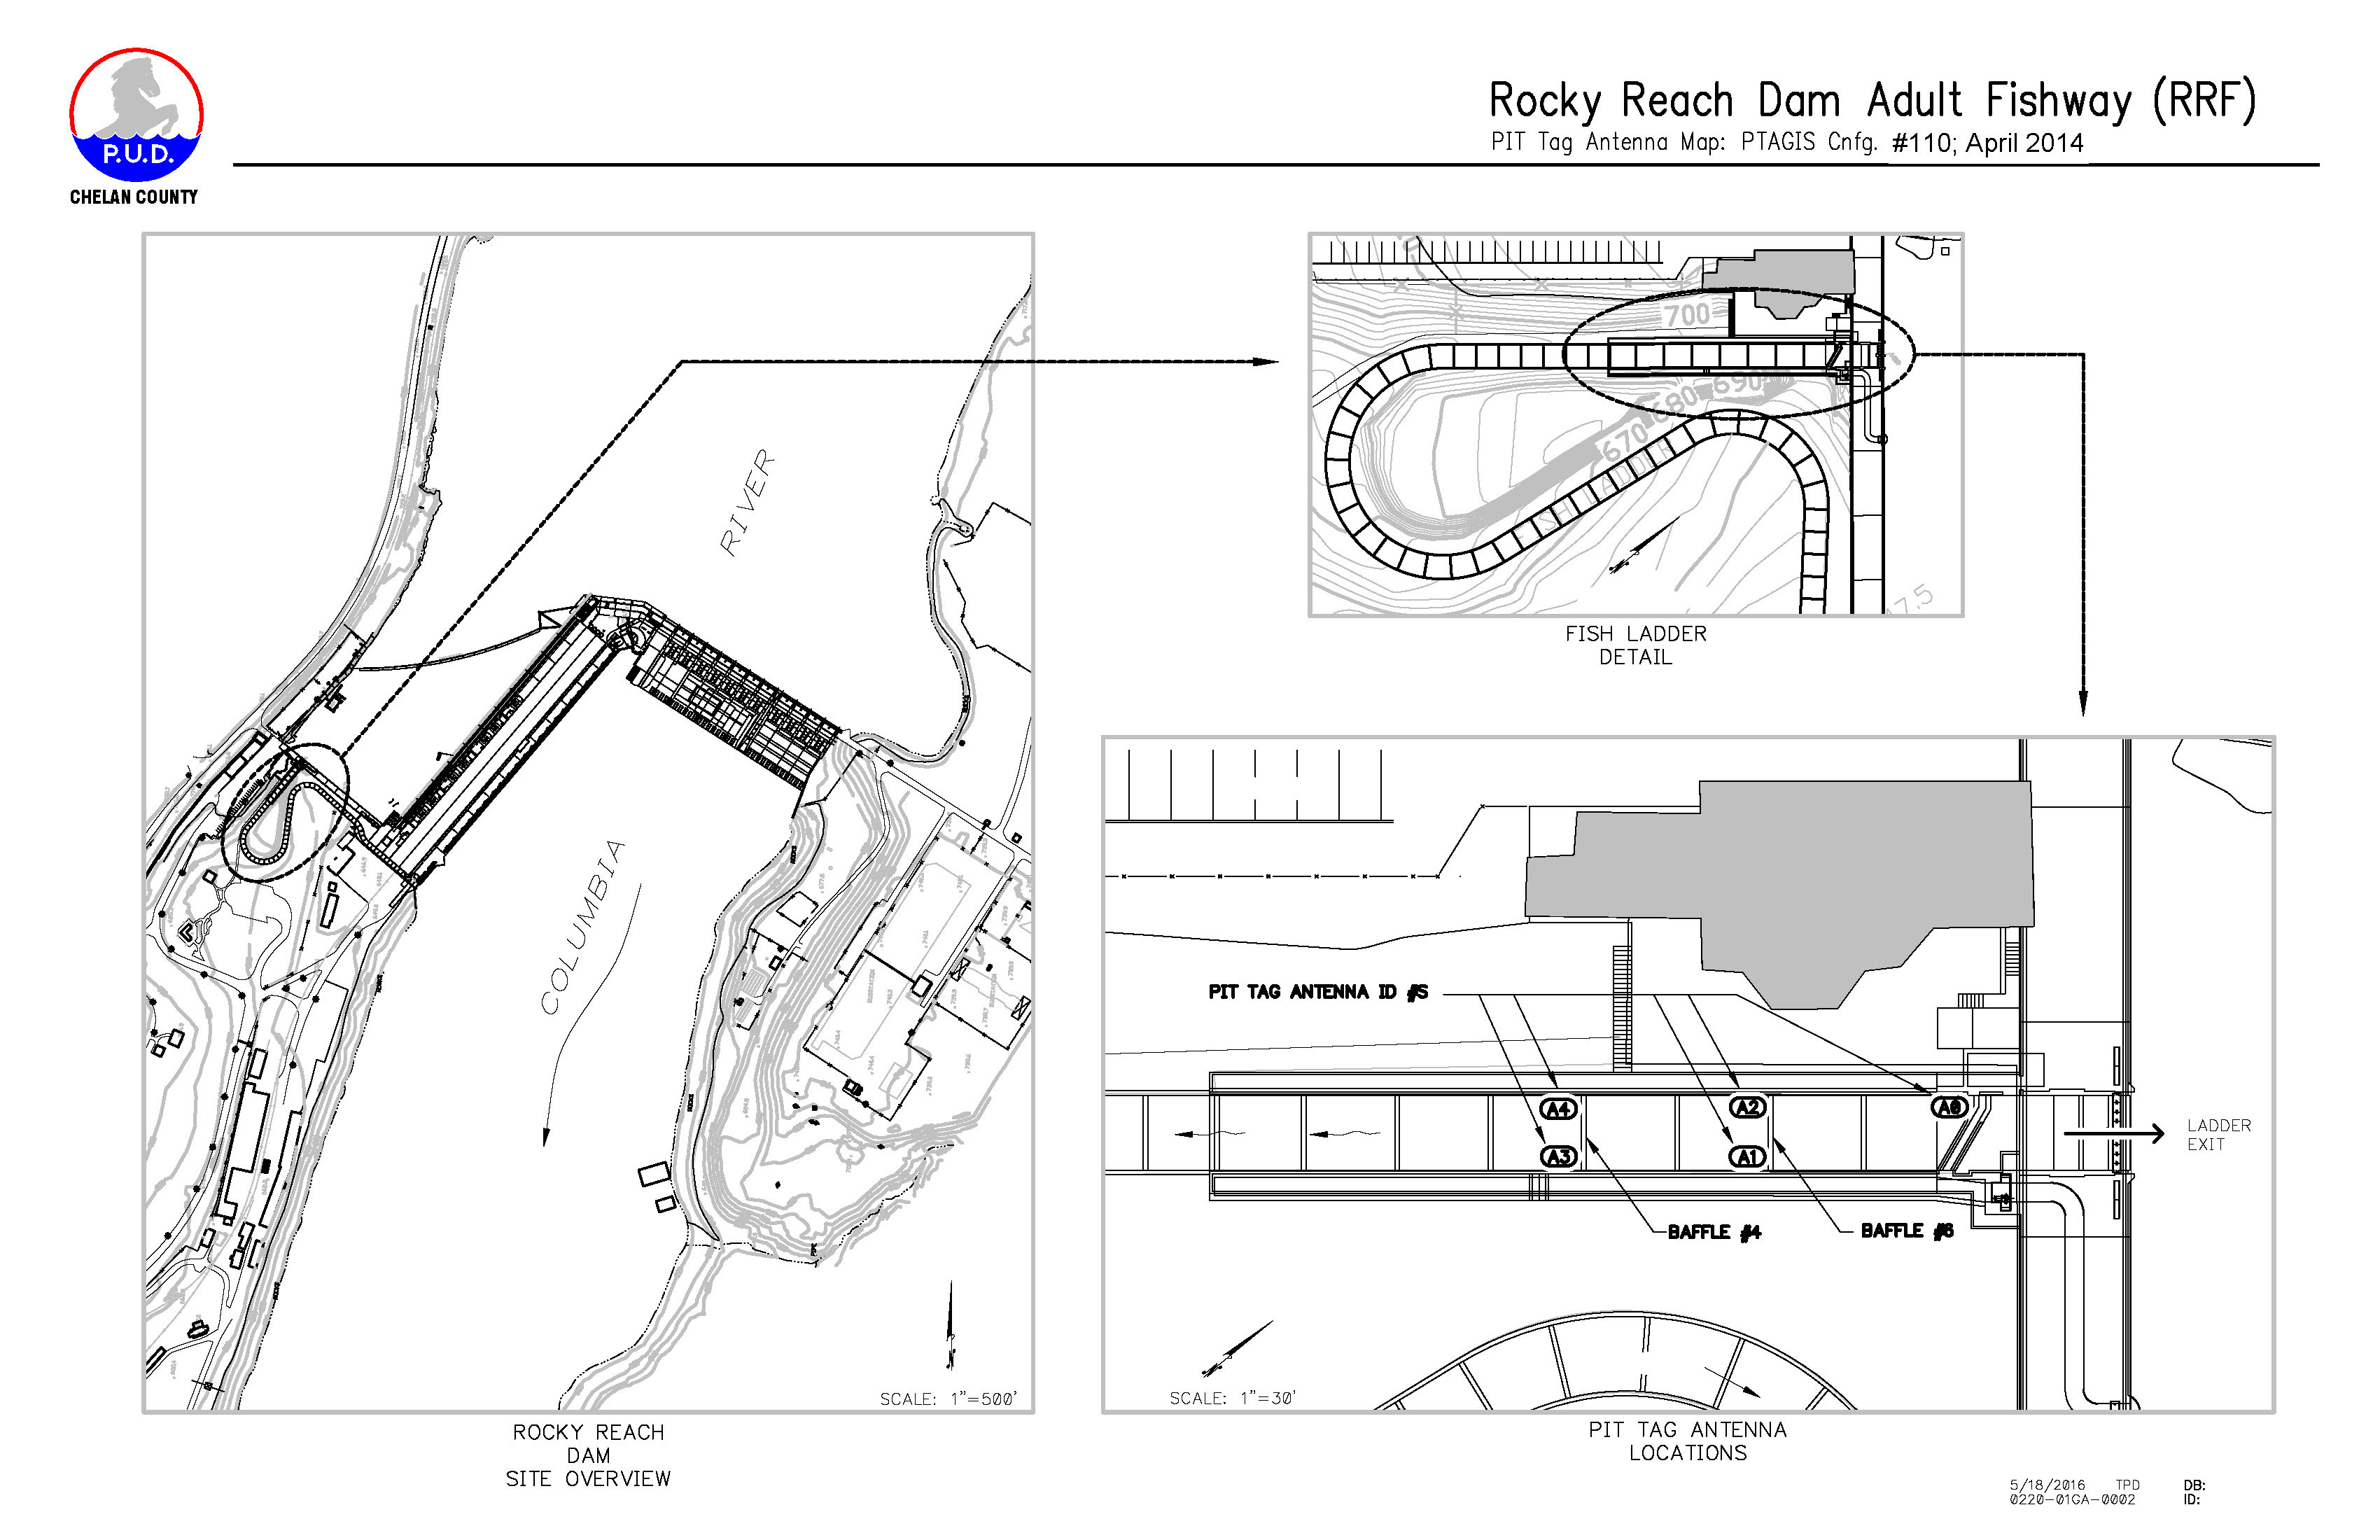 P.U.D.
CHELAN COUNTY
Rocky Reach Dam Adult Fishway (RRF)
PIT Tag Antenna Map: PTAGIS Cnfg. #110; April 2014
RIVER
COLUMBIA
SCALE: 1"=500'
ROCKY REACH
DAM
SITE OVERVIEW
700
690
680
670
FISH LADDER
FISH LADDER
DETAIL
PIT TAG ANTENNA ID #S
A4
A2
A0
A3
A1
LADDER
EXIT
BAFFLE #4
BAFFLE #6
SCALE: 1"=30'
PIT TAG ANTENNA
LOCATIONS
5/18/2016 TPD DB:
0220-01GA-0002 ID: